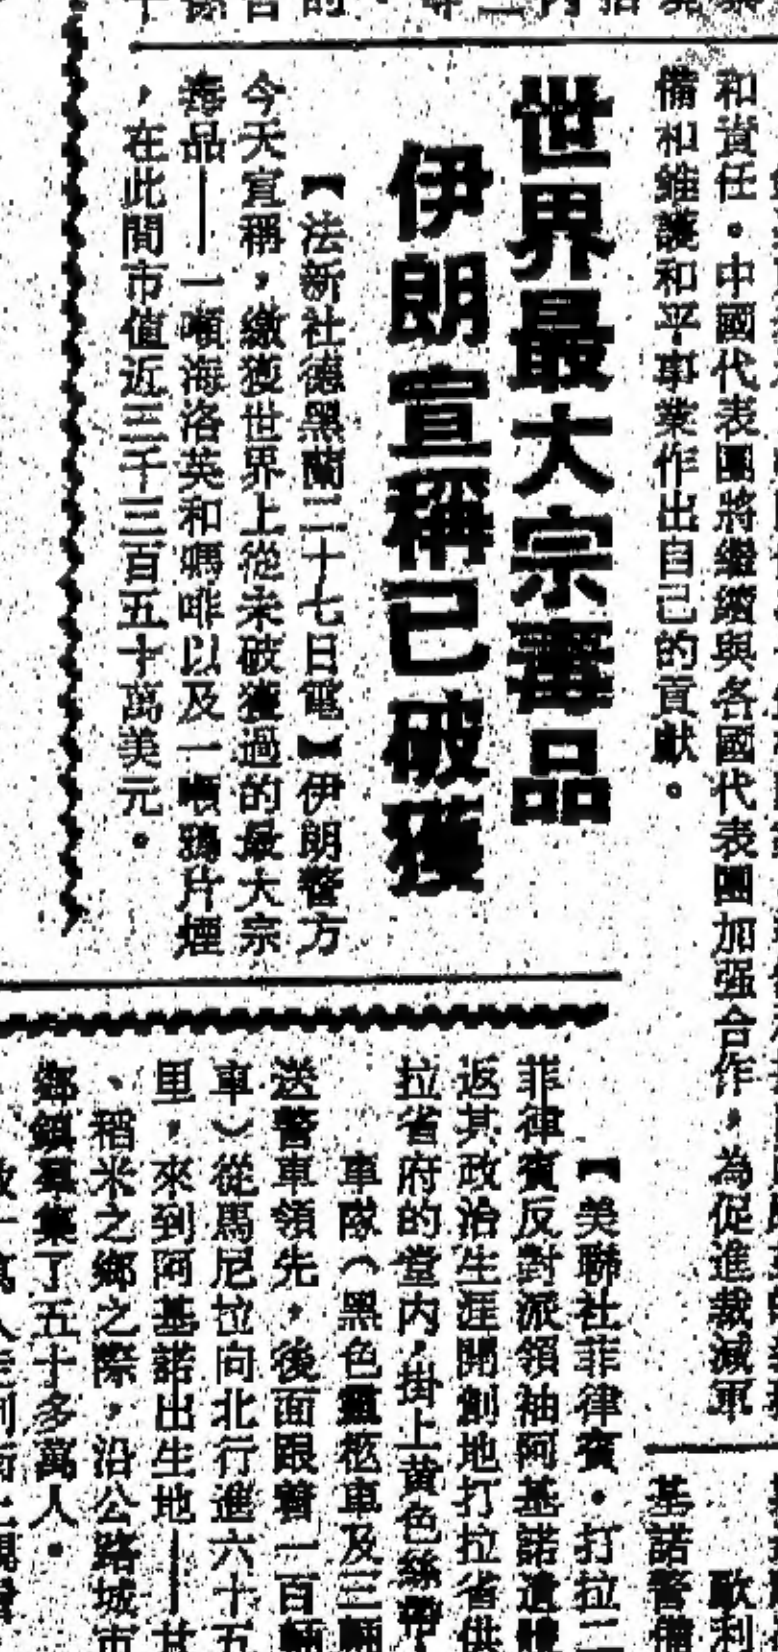 和責任。中國代表團將繼續與各國代表團加强合作，為促進裁減軍
備和維護和平事業作出自己的貢獻。
世界最大宗毒品
伊朗宣稱已破獲
【法新社德黑蘭二十七日電】伊朗警方
今天宣稱，繳獲世界上從未破獲過的最大宗
毒品——一噸海洛英和嗎啡以及一噸鴉片煙
，在此間市值近三千三百五十萬美元。
歐利
基諾警備
【美聯社菲律賓・打拉二
菲律賓反對派領袖阿基諾遺體
返其政治生涯開創地打拉省供
拉省府的堂内，掛上黄色絲帶
車隊（黑色靈柩車及三輛
送警車領先，後面跟著一百輛
車）從馬尼拉向北行進六十五
里，來到阿基諾出生地——甘
、稻米之鄉之際，沿公路城市
鄉鎮羣集了五十多萬人。